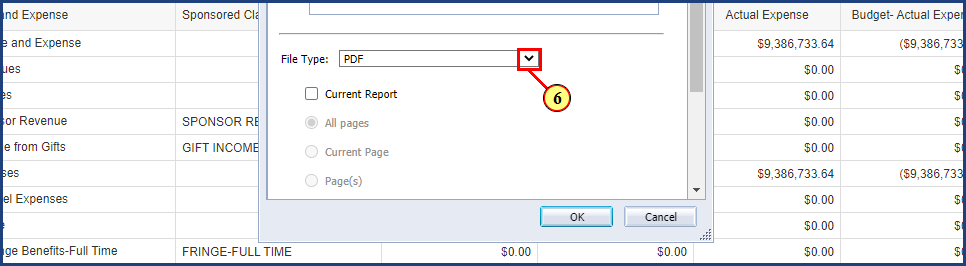 and Expense Sponsored Cla Actual Expense Budget- Actual Expen
e and Expense $9,386,733.64 ($9,386,733
File Type: PDF
ues $0.00 $0
6
es Current Report $0.00 $0
sor Revenue SPONSOR RE All pages $0.00 $0
e from Gifts GIFT INCOME Current Page $0.00 $0
ses Page(s) $9,386,733.64 ($9,386,733
el Expenses $0.00 $0
e OK Cancel $0.00 $0
nge Benefits-Full Time FRINGE-FULL TIME $0.00 $0.00 $0.00 $0